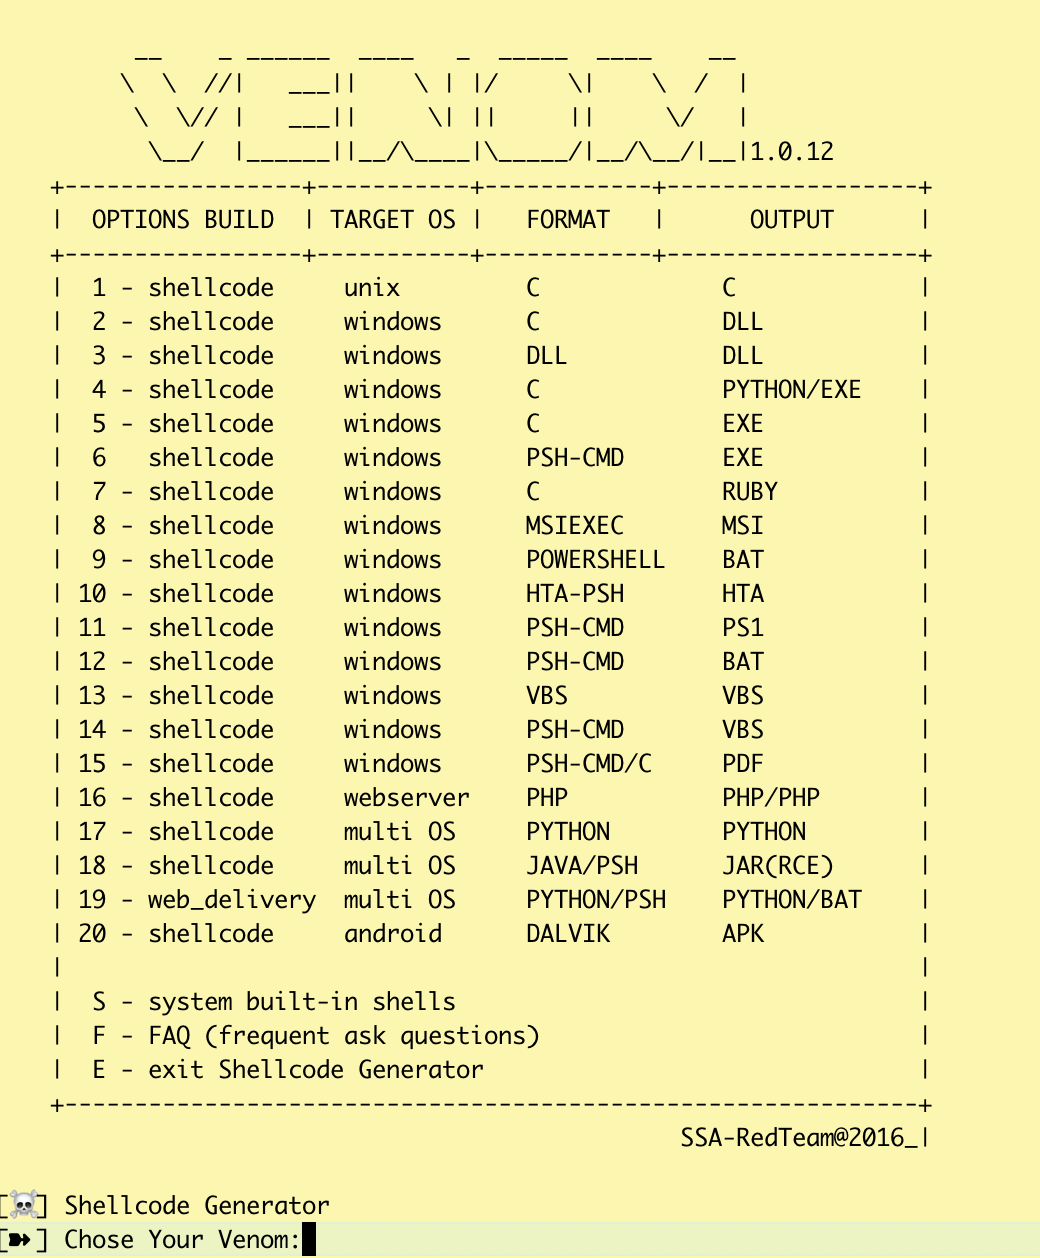 VENOM
1.0.12
| OPTIONS BUILD | TARGET OS | FORMAT | OUTPUT |
| 1 - shellcode unix C C |
| 2 - shellcode windows C DLL |
| 3 - shellcode windows DLL DLL |
| 4 - shellcode windows C PYTHON/EXE |
| 5 - shellcode windows C EXE |
| 6 shellcode windows PSH-CMD EXE |
| 7 - shellcode windows C RUBY |
| 8 - shellcode windows MSIEXEC MSI |
| 9 - shellcode windows POWERSHELL BAT |
| 10 - shellcode windows HTA-PSH HTA |
| 11 - shellcode windows PSH-CMD PS1 |
| 12 - shellcode windows PSH-CMD BAT |
| 13 - shellcode windows VBS VBS |
| 14 - shellcode windows PSH-CMD VBS |
| 15 - shellcode windows PSH-CMD/C PDF |
| 16 - shellcode webserver PHP PHP/PHP |
| 17 - shellcode multi OS PYTHON PYTHON |
| 18 - shellcode multi OS JAVA/PSH JAR(RCE) |
| 19 - web_delivery multi OS PYTHON/PSH PYTHON/BAT |
| 20 - shellcode android DALVIK APK |
| S - system built-in shells |
| F - FAQ (frequent ask questions) |
| E - exit Shellcode Generator |
SSA-RedTeam@2016_|
[☠] Shellcode Generator
[➽] Chose Your Venom: